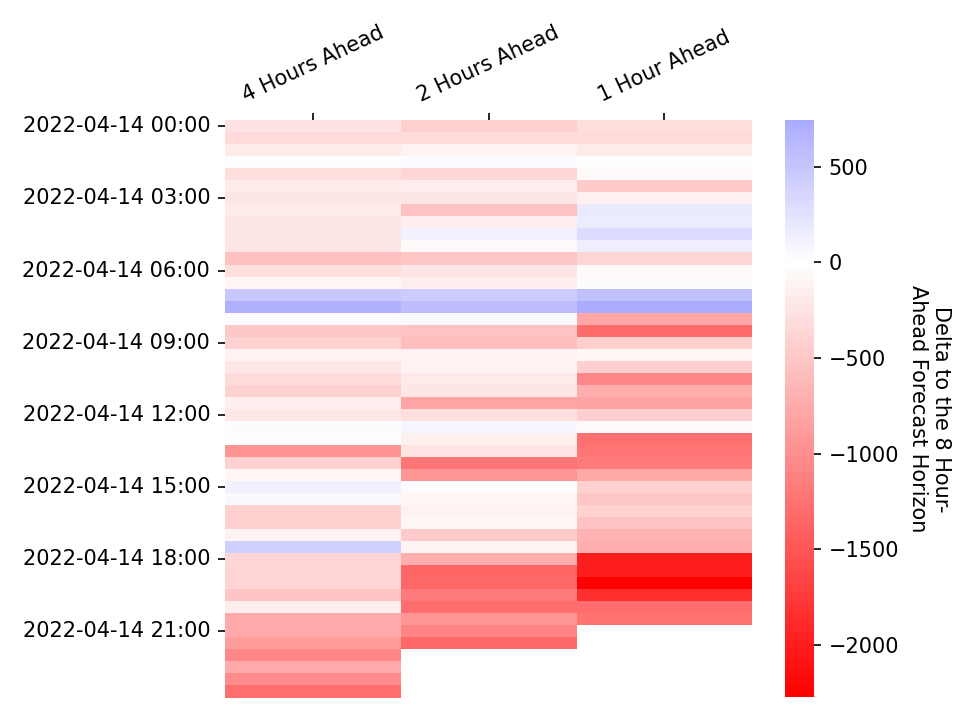 4 Hours Ahead
2 Hours Ahead
1 Hour Ahead
2022-04-14 00:00
2022-04-14 03:00
2022-04-14 06:00
2022-04-14 09:00
2022-04-14 12:00
2022-04-14 15:00
2022-04-14 18:00
2022-04-14 21:00
500
0
−500
−1000
−1500
−2000
Delta to the 8 Hour-
Ahead Forecast Horizon